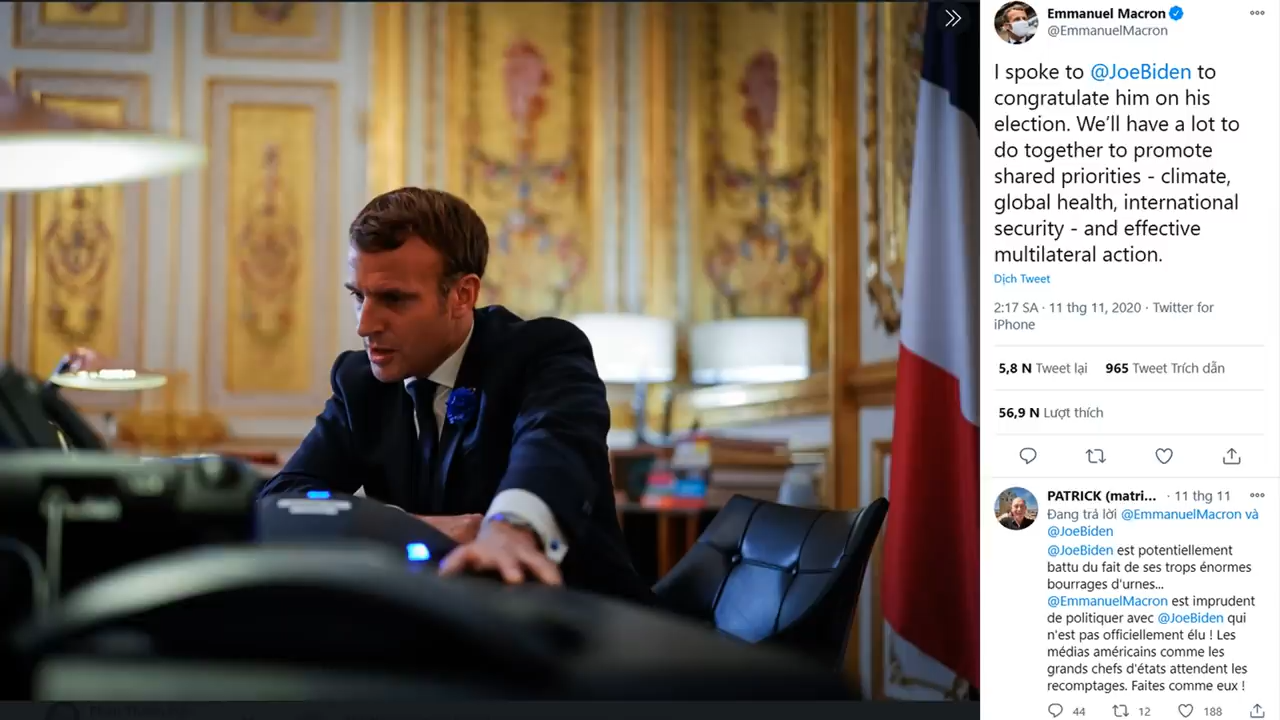 Emmanuel Macron
@EmmanuelMacron
I spoke to @JoeBiden to
congratulate him on his
election. We'll have a lot to
do together to promote
shared priorities - climate,
global health, international
security - and effective
multilateral action.
Dịch Tweet
2:17 SA · 11 thg 11, 2020 · Twitter for
iPhone
5,8 N Tweet lại 965 Tweet Trích dẫn
56,9 N Lượt thích
PATRICK (matri... · 11 thg 11
Đang trả lời @EmmanuelMacron và
@JoeBiden
@JoeBiden est potentiellement
battu du fait de ses trops énormes
bourrages d'urnes...
@EmmanuelMacron est imprudent
de politiquer avec @JoeBiden qui
n'est pas officiellement élu ! Les
médias américains comme les
grands chefs d'états attendent les
recomptages. Faites comme eux !
44 12 188